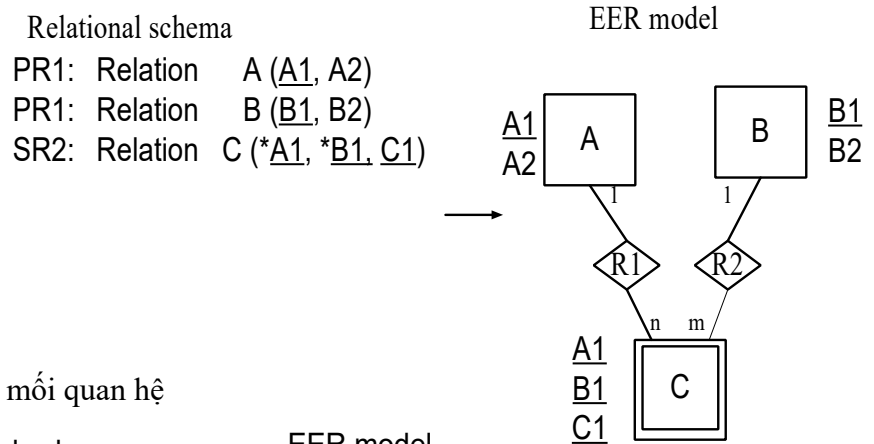 Relational schema
PR1: Relation A (A1, A2)
PR1: Relation B (B1, B2)
SR2: Relation C (*A1, *B1, C1)
EER model
A1
A2
A
B
B1
B2
1
1
R1
R2
n
m
A1
B1
C1
C
mối quan hệ
EER model